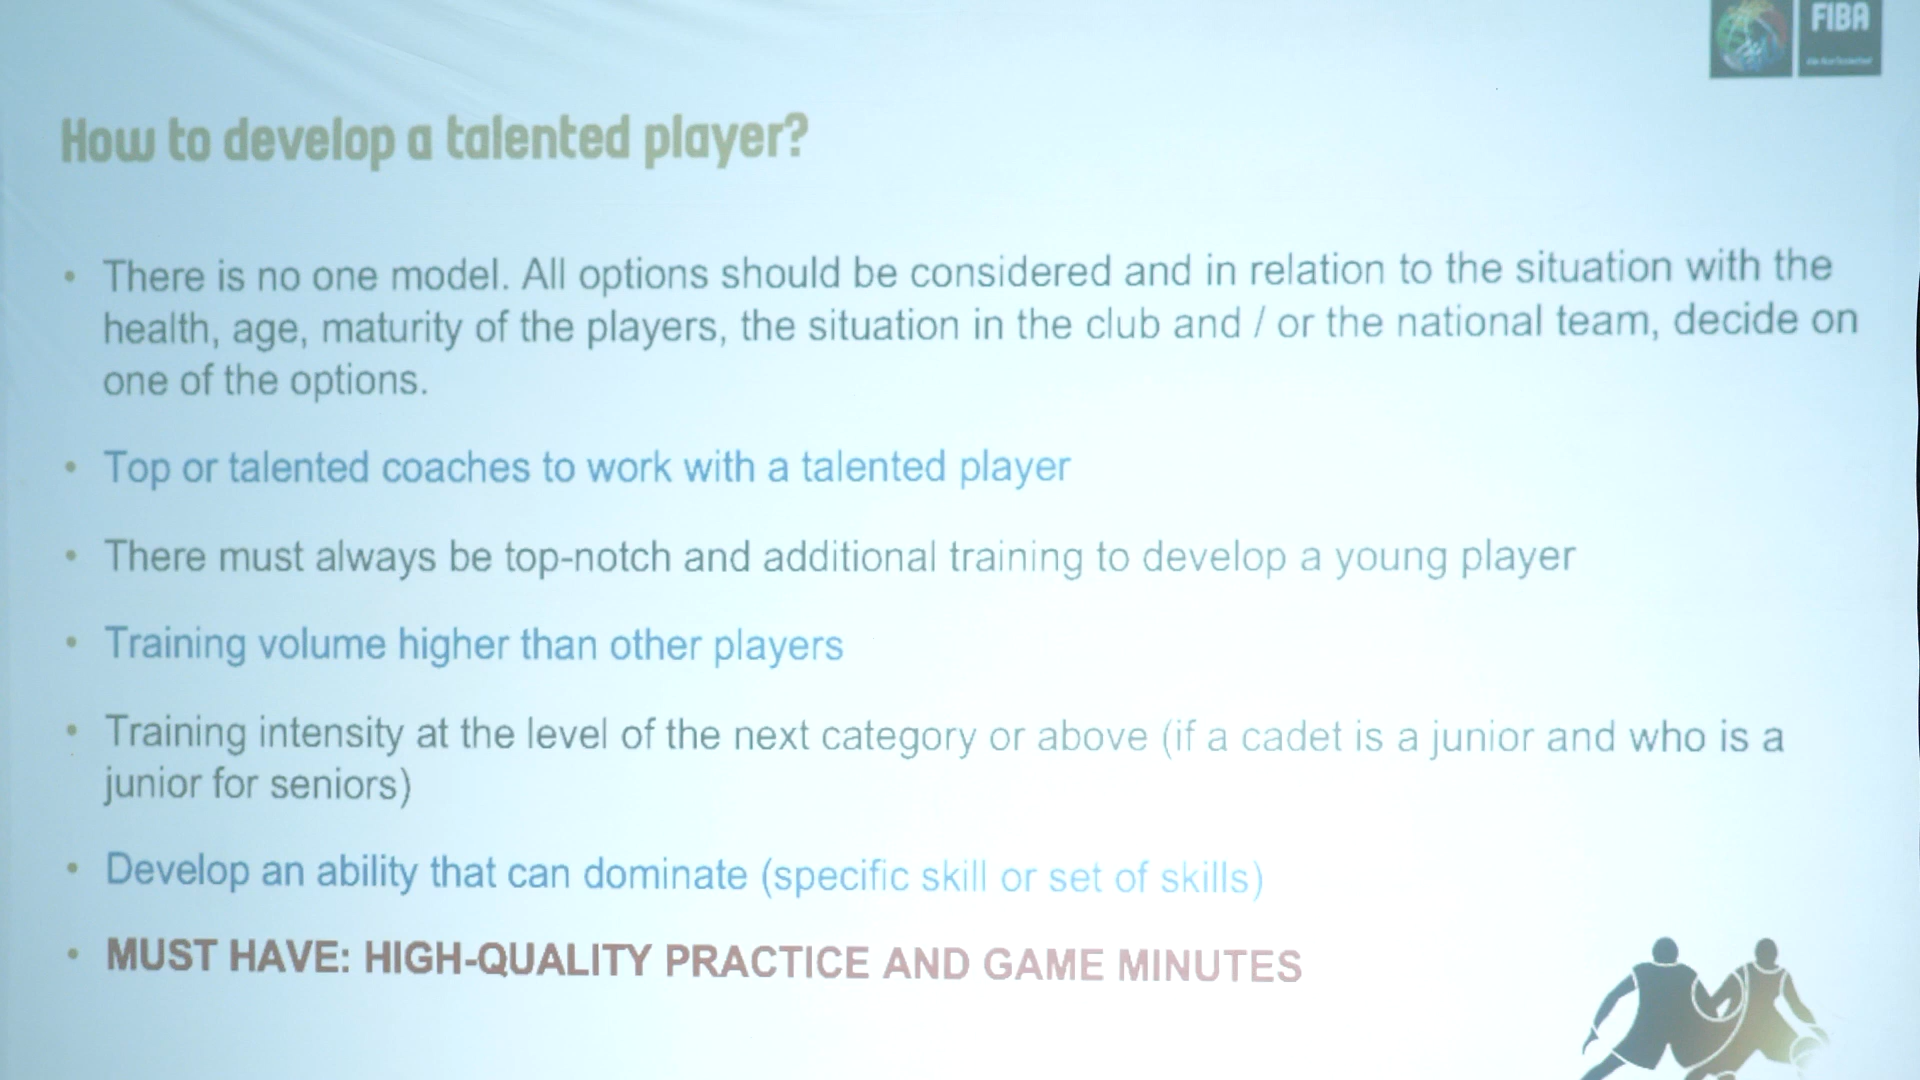 FIBA
How to develop a talented player?
• There is no one model. All options should be considered and in relation to the situation with the
health, age, maturity of the players, the situation in the club and / or the national team, decide on
one of the options.
• Top or talented coaches to work with a talented player
• There must always be top-notch and additional training to develop a young player
• Training volume higher than other players
• Training intensity at the level of the next category or above (if a cadet is a junior and who is a
junior for seniors)
• Develop an ability that can dominate (specific skill or set of skills)
• MUST HAVE: HIGH-QUALITY PRACTICE AND GAME MINUTES